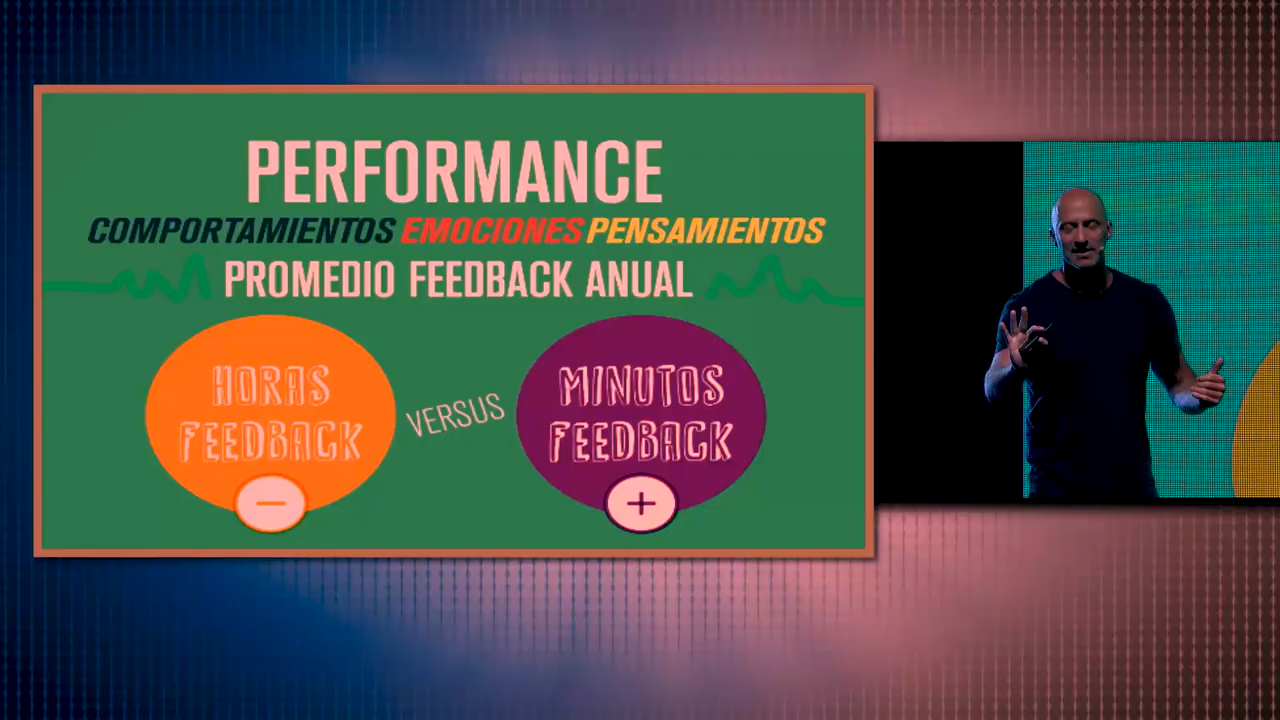 PERFORMANCE
COMPORTAMIENTOS EMOCIONES PENSAMIENTOS
PROMEDIO FEEDBACK ANUAL
HORAS
FEEDBACK
−
VERSUS
MINUTOS
FEEDBACK
+